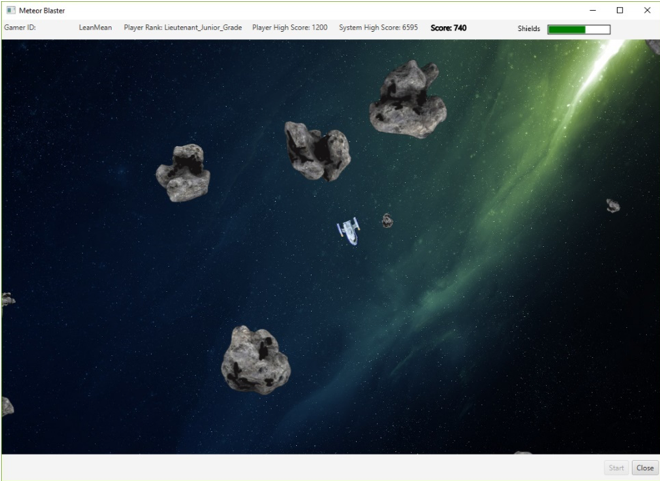 Meteor Blaster
Gamer ID: LeanMean Player Rank: Lieutenant_Junior_Grade Player High Score: 1200 System High Score: 6595 Score: 740 Shields
Start Close